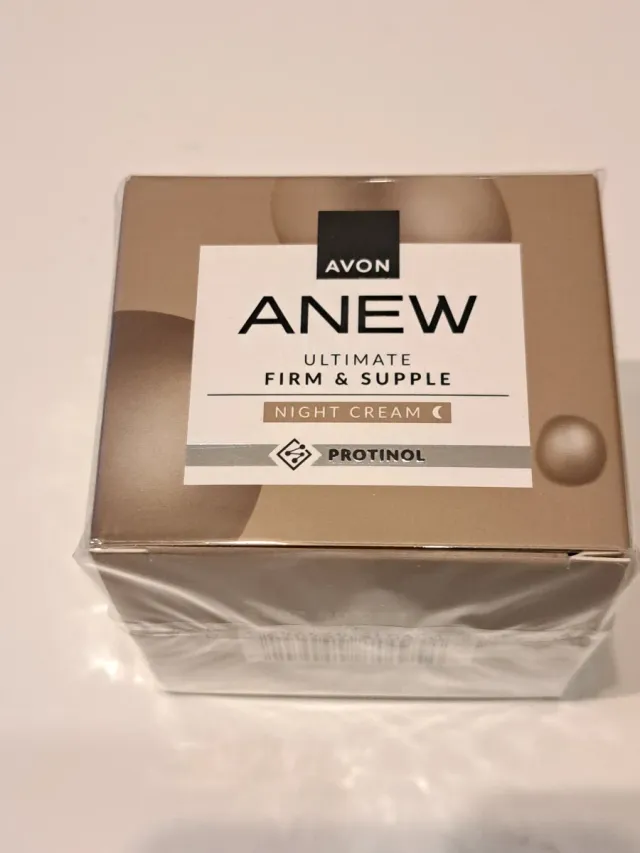 AVON
ANEW
ULTIMATE
FIRM & SUPPLE
NIGHT CREAM
PROTINOL